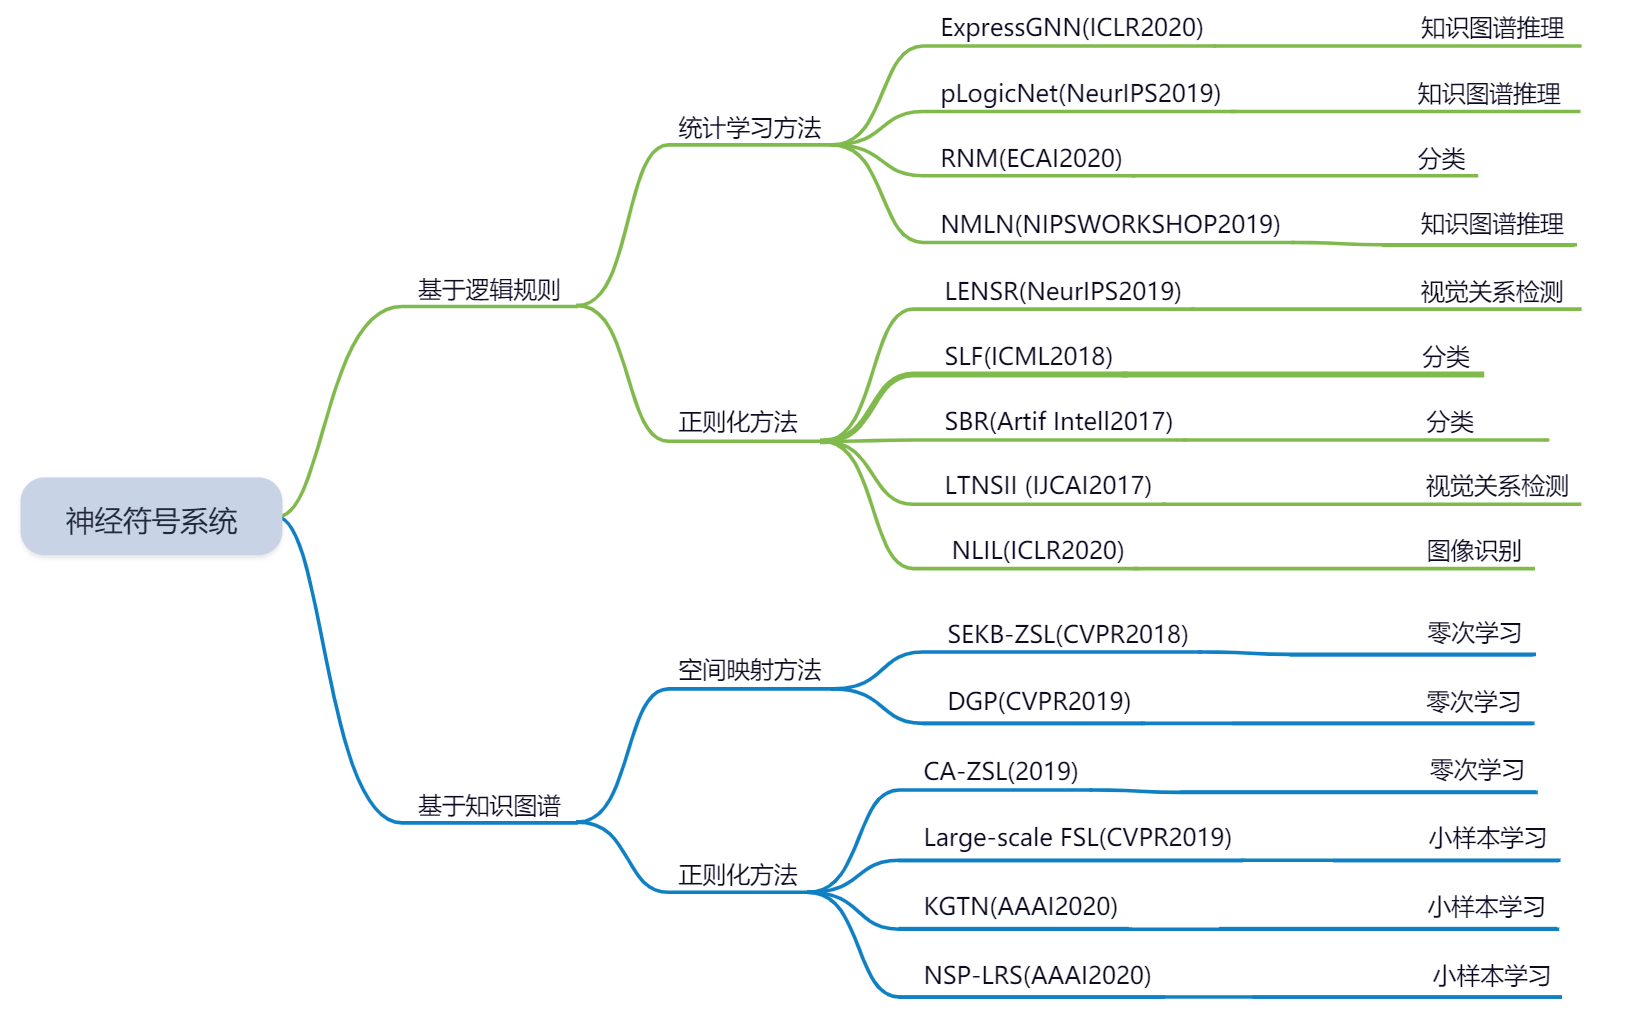 神经符号系统
基于逻辑规则
统计学习方法
ExpressGNN(ICLR2020) 知识图谱推理
pLogicNet(NeurIPS2019) 知识图谱推理
RNM(ECAI2020) 分类
NMLN(NIPSWORKSHOP2019) 知识图谱推理
正则化方法
LENSR(NeurIPS2019) 视觉关系检测
SLF(ICML2018) 分类
SBR(Artif Intell2017) 分类
LTNSII (IJCAI2017) 视觉关系检测
NLIL(ICLR2020) 图像识别
基于知识图谱
空间映射方法
SEKB-ZSL(CVPR2018) 零次学习
DGP(CVPR2019) 零次学习
正则化方法
CA-ZSL(2019) 零次学习
Large-scale FSL(CVPR2019) 小样本学习
KGTN(AAAI2020) 小样本学习
NSP-LRS(AAAI2020) 小样本学习